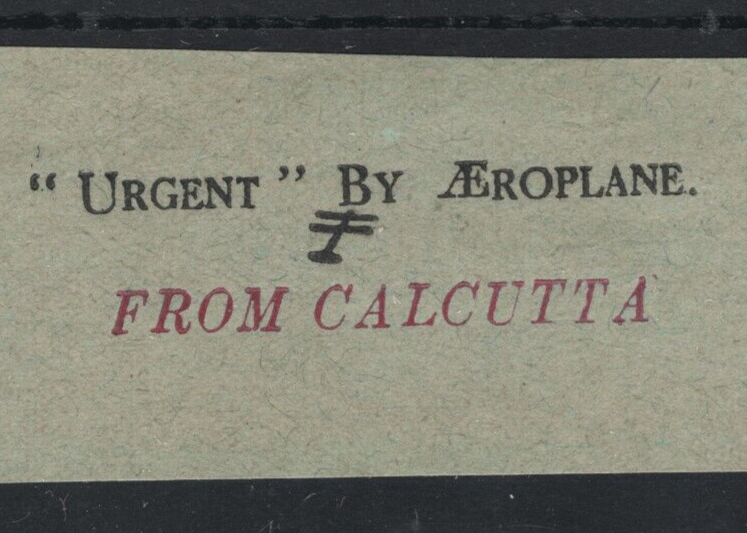 “ URGENT ” BY ÆROPLANE.
FROM CALCUTTA